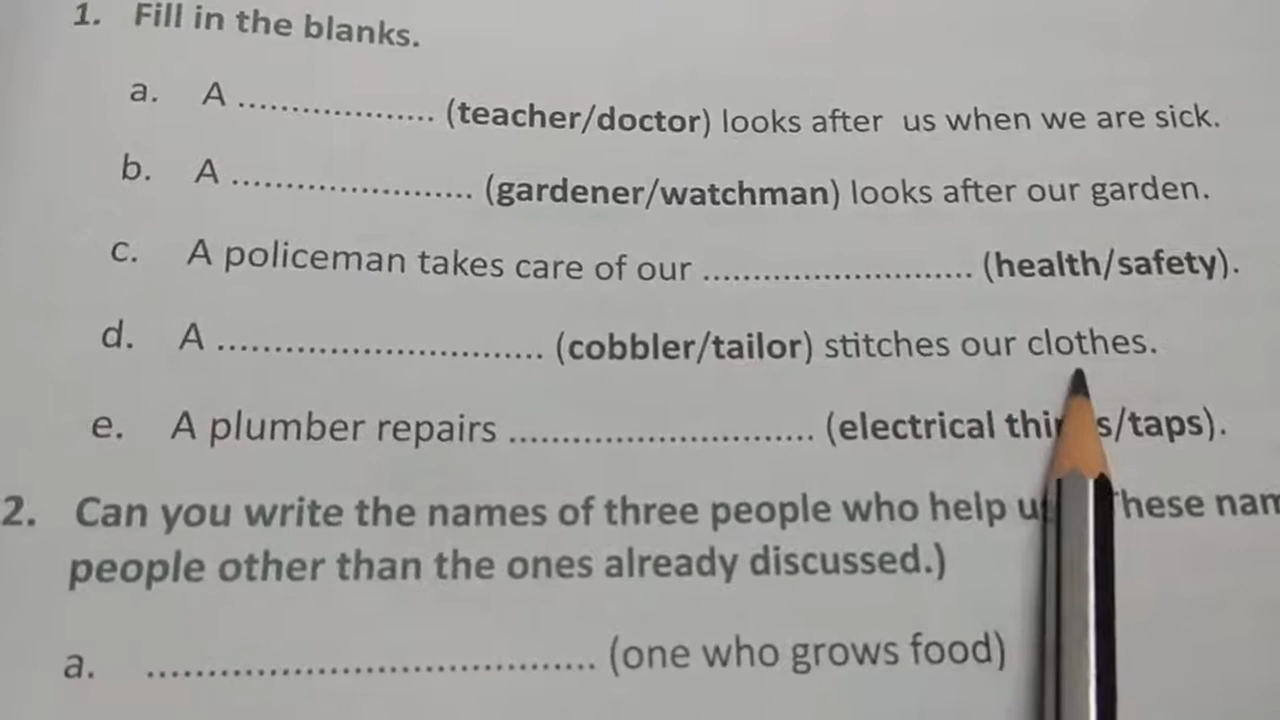 1. Fill in the blanks.
a. A .................. (teacher/doctor) looks after us when we are sick.
b. A ...................... (gardener/watchman) looks after our garden.
c. A policeman takes care of our ......................... (health/safety).
d. A .............................. (cobbler/tailor) stitches our clothes.
e. A plumber repairs ............................ (electrical /taps).
2. Can you write the names of three people who help
people other than the ones already discussed.)
a. ........................................ (one who grows food)